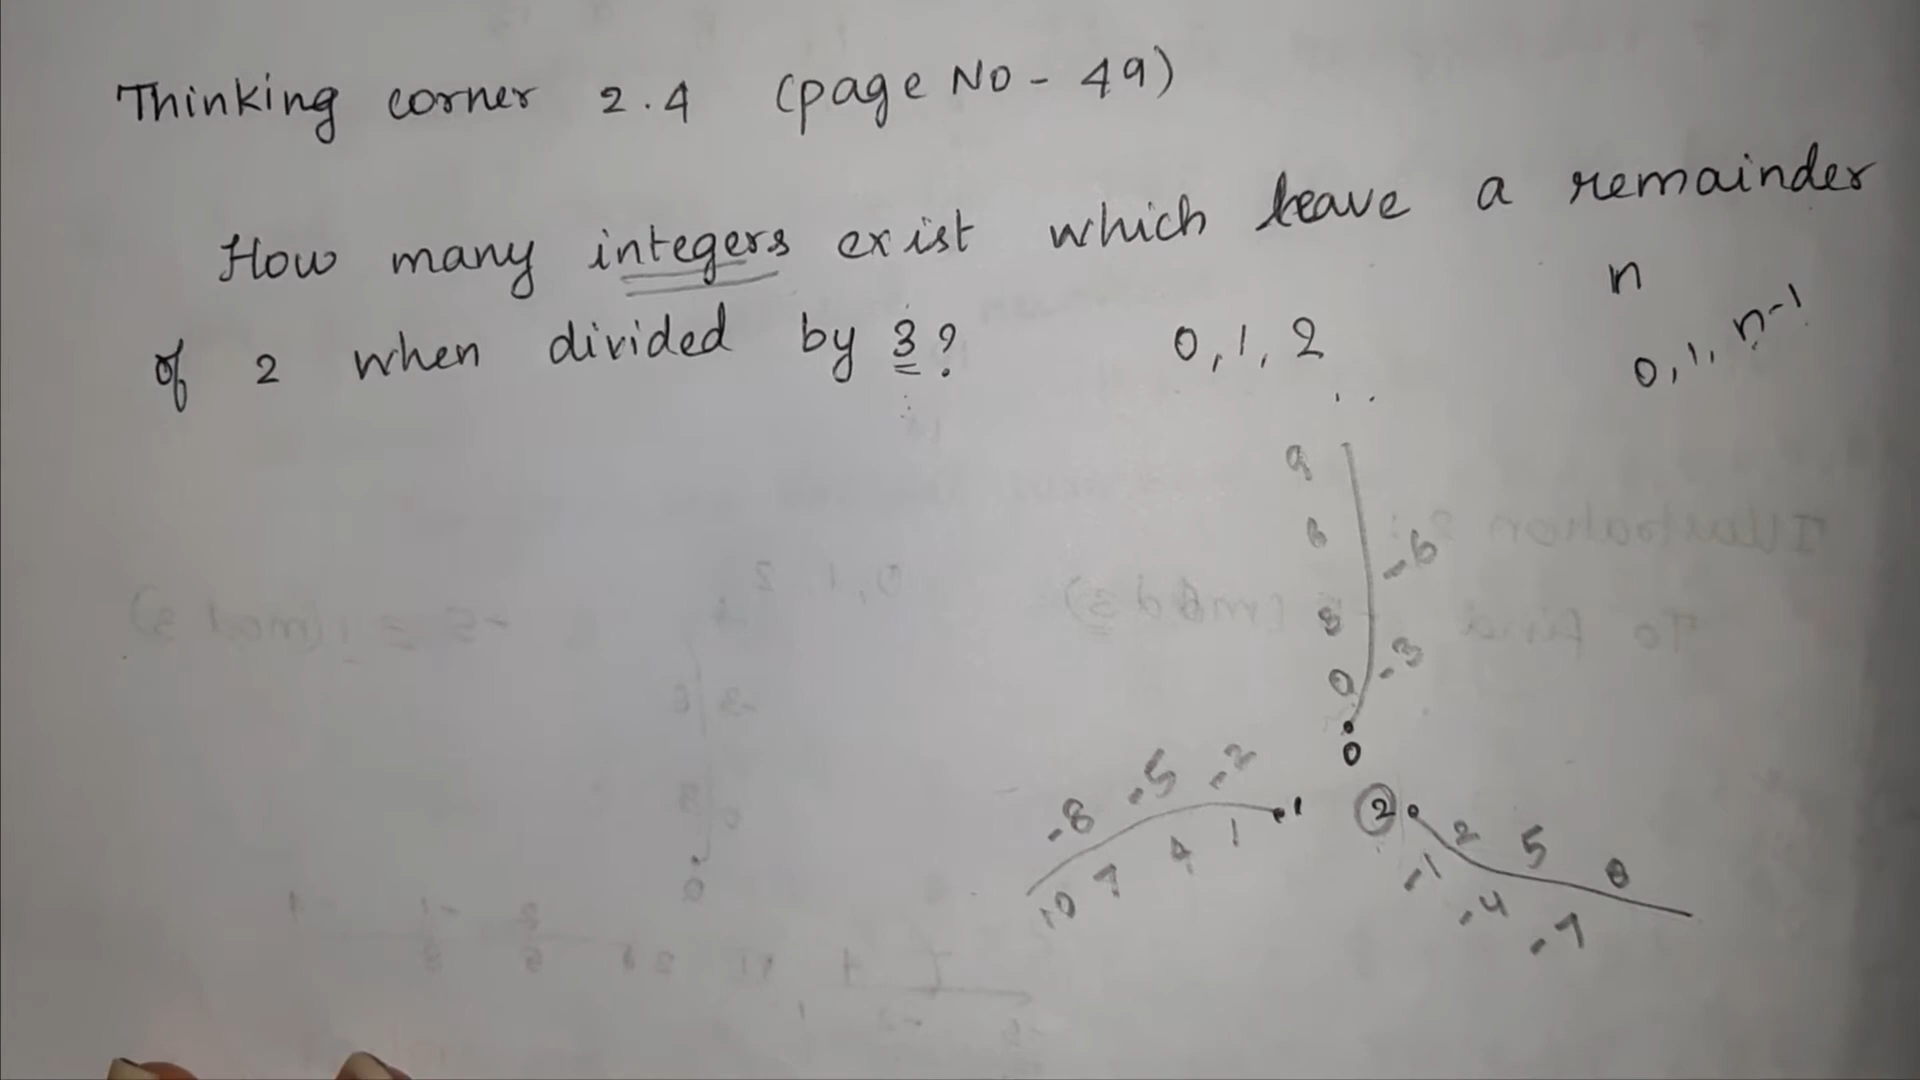 Thinking corner 2.4 (page No - 49)
How many integers exist which leave a remainder
n
of 2 when divided by 3?
0, 1, 2
0, 1, n-1
9
6 -6
3 -3
0
0
-8 -5 -2
10 7 4 1
1
2
2 5 8
-1 -4 -7